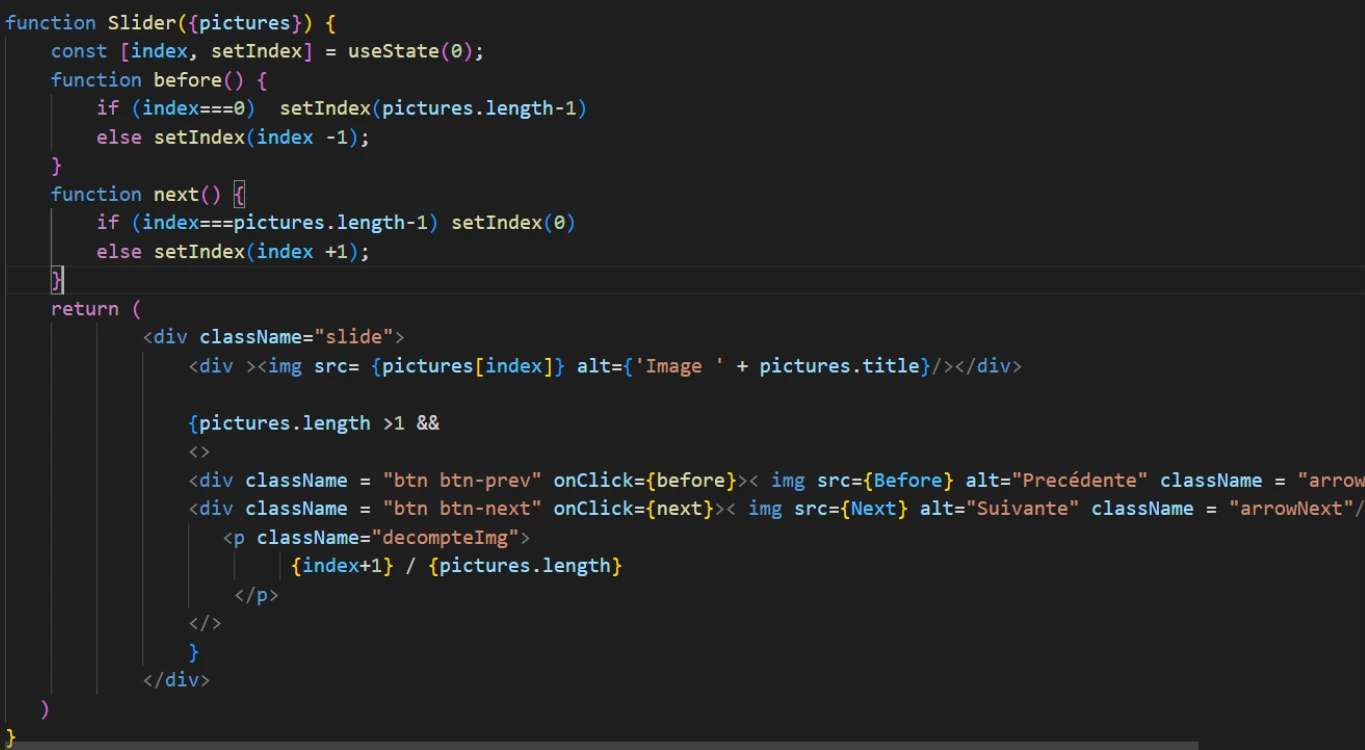 function Slider({pictures}) {
    const [index, setIndex] = useState(0);
    function before() {
        if (index===0)  setIndex(pictures.length-1)
        else setIndex(index -1);
    }
    function next() {
        if (index===pictures.length-1) setIndex(0)
        else setIndex(index +1);
    }
    return (
            <div className="slide">
                <div ><img src= {pictures[index]} alt={'Image ' + pictures.title}/></div>
                {pictures.length >1 &&
                <>
                <div className = "btn btn-prev" onClick={before}>< img src={Before} alt="Precédente" className = "arrow
                <div className = "btn btn-next" onClick={next}>< img src={Next} alt="Suivante" className = "arrowNext"/
                   <p className="decompteImg">
                        {index+1} / {pictures.length}
                    </p>
                </>
                }
            </div>
   )
}